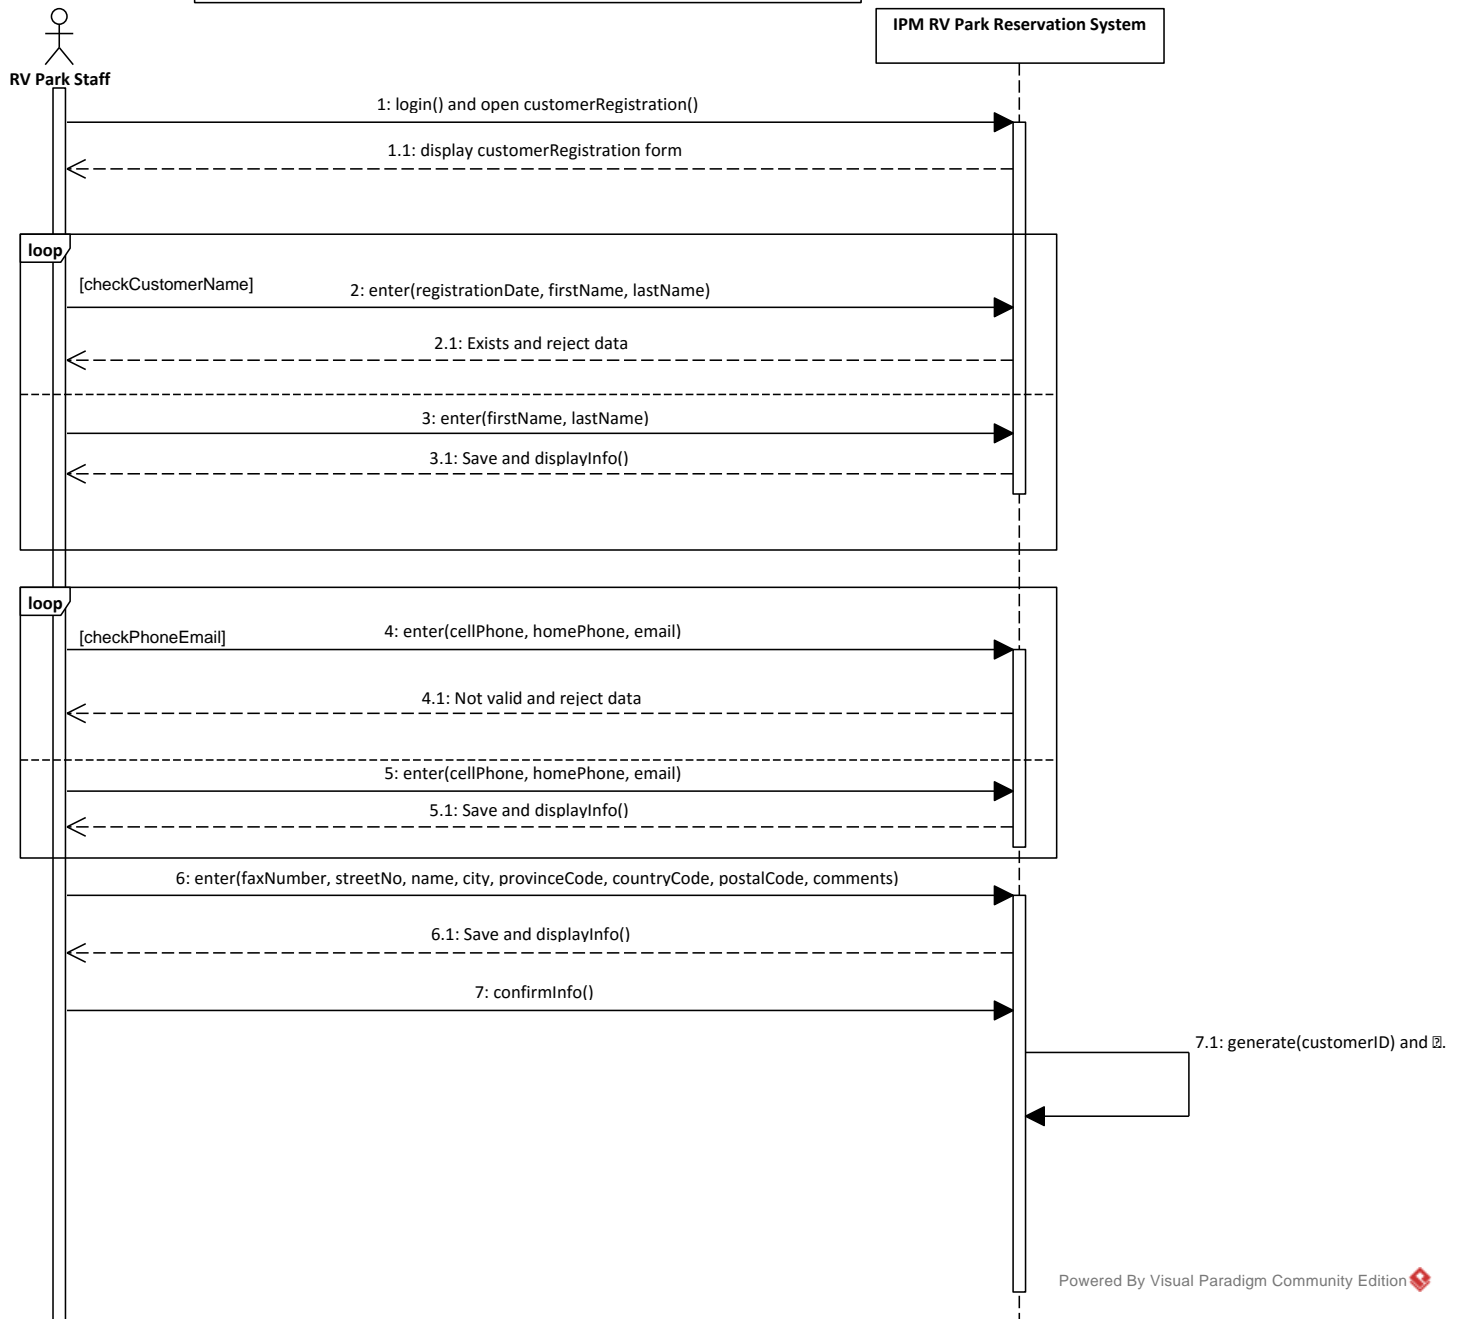 IPM RV Park Reservation System
RV Park Staff
1: login() and open customerRegistration()
1.1: display customerRegistration form
loop
[checkCustomerName]
2: enter(registrationDate, firstName, lastName)
2.1: Exists and reject data
3: enter(firstName, lastName)
3.1: Save and displayInfo()
loop
[checkPhoneEmail]
4: enter(cellPhone, homePhone, email)
4.1: Not valid and reject data
5: enter(cellPhone, homePhone, email)
5.1: Save and displayInfo()
6: enter(faxNumber, streetNo, name, city, provinceCode, countryCode, postalCode, comments)
6.1: Save and displayInfo()
7: confirmInfo()
7.1: generate(customerID) and .
Powered By Visual Paradigm Community Edition